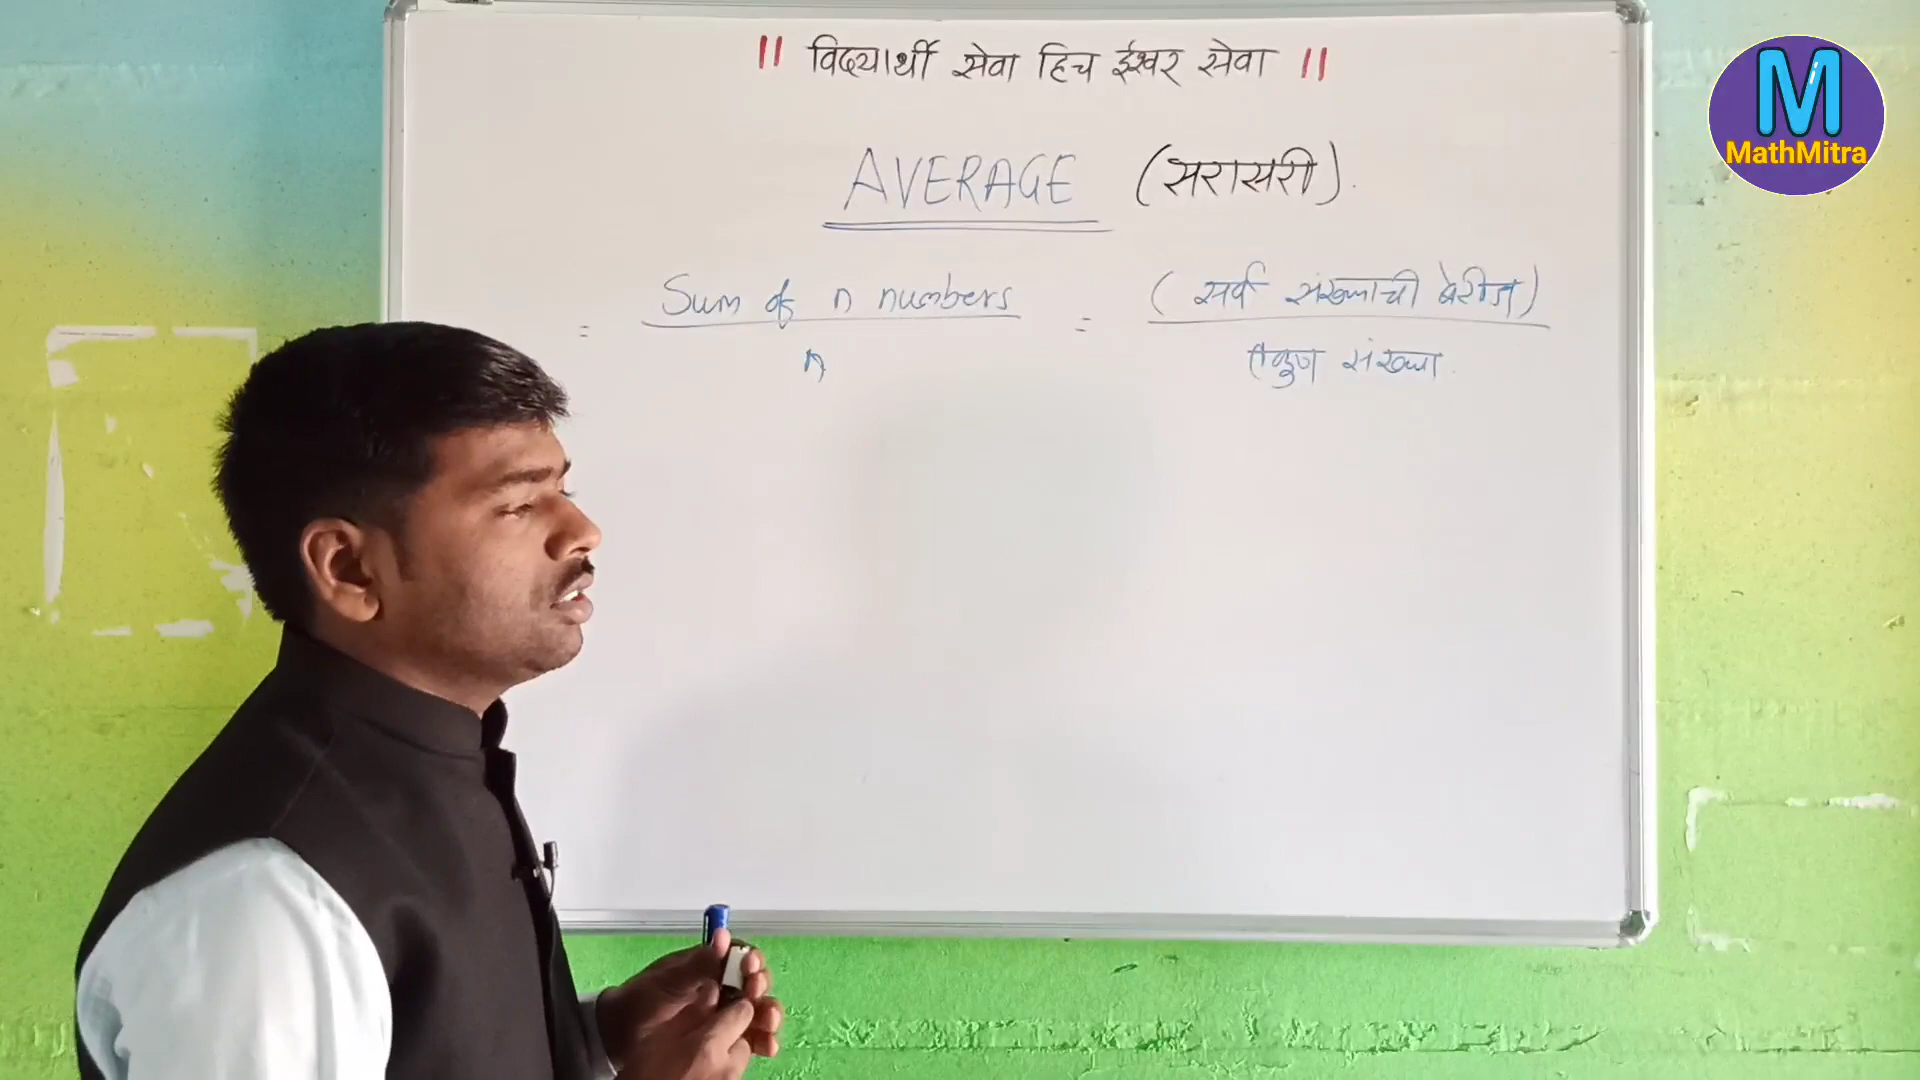 || विद्यार्थी सेवा हिच ईश्वर सेवा ||
M
MathMitra
AVERAGE (सरासरी).
= Sum of n numbers = (सर्व संख्याची बेरीज)
n एकुण संख्या.